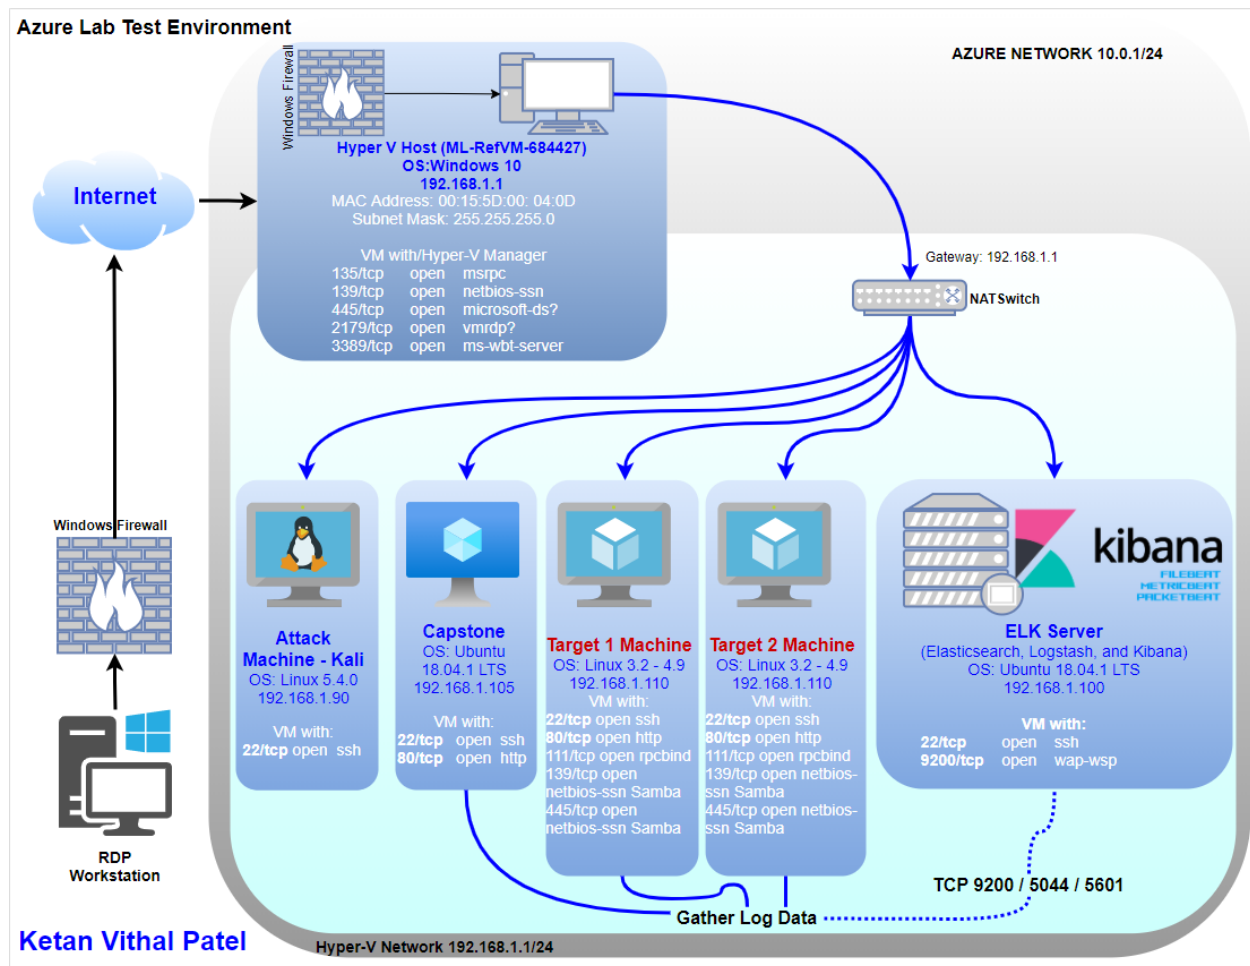 Azure Lab Test Environment
AZURE NETWORK 10.0.1/24
Windows Firewall
Hyper V Host (ML-RefVM-684427)
OS:Windows 10
192.168.1.1
MAC Address: 00:15:5D:00: 04:0D
Subnet Mask: 255.255.255.0
VM with/Hyper-V Manager
135/tcp open msrpc
139/tcp open netbios-ssn
445/tcp open microsoft-ds?
2179/tcp open vmrdp?
3389/tcp open ms-wbt-server
Internet
Gateway: 192.168.1.1
NATSwitch
Windows Firewall
RDP
Workstation
Attack
Machine - Kali
OS: Linux 5.4.0
192.168.1.90
VM with:
22/tcp open ssh
Capstone
OS: Ubuntu
18.04.1 LTS
192.168.1.105
VM with:
22/tcp open ssh
80/tcp open http
Target 1 Machine
OS: Linux 3.2 - 4.9
192.168.1.110
VM with:
22/tcp open ssh
80/tcp open http
111/tcp open rpcbind
139/tcp open
netbios-ssn Samba
445/tcp open
netbios-ssn Samba
Target 2 Machine
OS: Linux 3.2 - 4.9
192.168.1.110
VM with:
22/tcp open ssh
80/tcp open http
111/tcp open rpcbind
139/tcp open netbios-
ssn Samba
445/tcp open netbios-
ssn Samba
kibana
FILEBEAT
METRICBEAT
PACKETBEAT
ELK Server
(Elasticsearch, Logstash, and Kibana)
OS: Ubuntu 18.04.1 LTS
192.168.1.100
VM with:
22/tcp open ssh
9200/tcp open wap-wsp
TCP 9200 / 5044 / 5601
Gather Log Data
Ketan Vithal Patel
Hyper-V Network 192.168.1.1/24